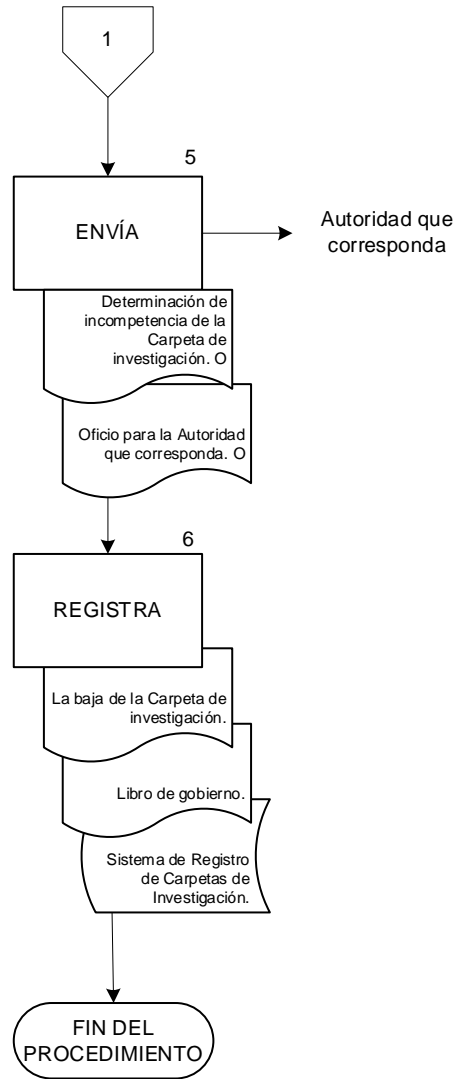 1
5
ENVÍA
Autoridad que
corresponda
Determinación de
incompetencia de la
Carpeta de
investigación. O
Oficio para la Autoridad
que corresponda. O
6
REGISTRA
La baja de la Carpeta de
investigación.
Libro de gobierno.
Sistema de Registro
de Carpetas de
Investigación.
FIN DEL
PROCEDIMIENTO